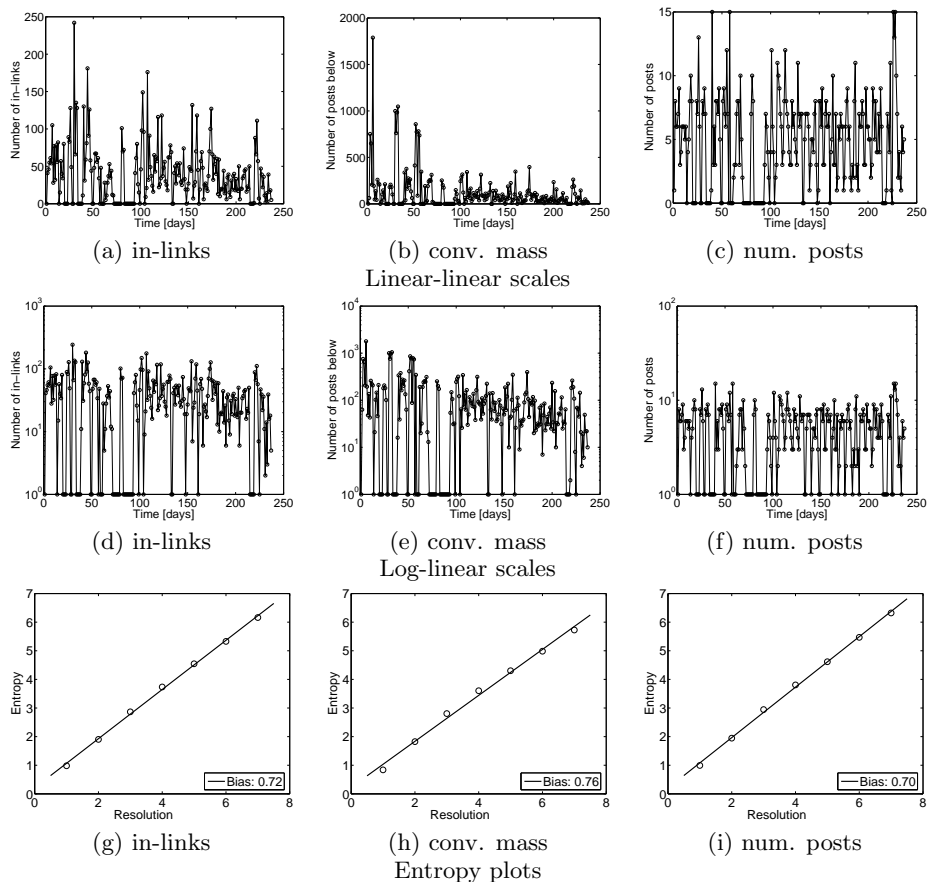 250
200
150
100
50
0
Number of in−links
0 50 100 150 200 250
Time [days]
(a) in-links
2000
1500
1000
500
0
Number of posts below
0 50 100 150 200 250
Time [days]
(b) conv. mass
15
10
5
0
Number of posts
0 50 100 150 200 250
Time [days]
(c) num. posts
Linear-linear scales
10^3
10^2
10^1
10^0
Number of in−links
0 50 100 150 200 250
Time [days]
(d) in-links
10^4
10^3
10^2
10^1
10^0
Number of posts below
0 50 100 150 200 250
Time [days]
(e) conv. mass
10^2
10^1
10^0
Number of posts
0 50 100 150 200 250
Time [days]
(f) num. posts
Log-linear scales
7
6
5
4
3
2
1
0
Entropy
0 2 4 6 8
Resolution
Bias: 0.72
(g) in-links
7
6
5
4
3
2
1
0
Entropy
0 2 4 6 8
Resolution
Bias: 0.76
(h) conv. mass
7
6
5
4
3
2
1
0
Entropy
0 2 4 6 8
Resolution
Bias: 0.70
(i) num. posts
Entropy plots